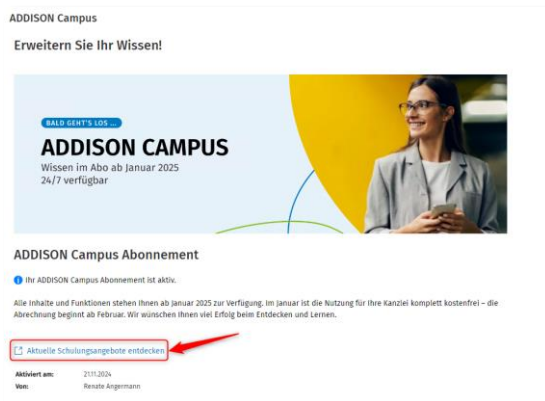 ADDISON Campus
Erweitern Sie Ihr Wissen!
BALD GEHT'S LOS ...
ADDISON CAMPUS
Wissen im Abo ab Januar 2025
24/7 verfügbar
ADDISON Campus Abonnement
Ihr ADDISON Campus Abonnement ist aktiv.
Alle Inhalte und Funktionen stehen Ihnen ab Januar 2025 zur Verfügung. Im Januar ist die Nutzung für Ihre Kanzlei komplett kostenfrei – die
Abrechnung beginnt ab Februar. Wir wünschen Ihnen viel Erfolg beim Entdecken und Lernen.
Aktuelle Schulungsangebote entdecken
Aktiviert am: 21.11.2024
Von: Renate Angermann